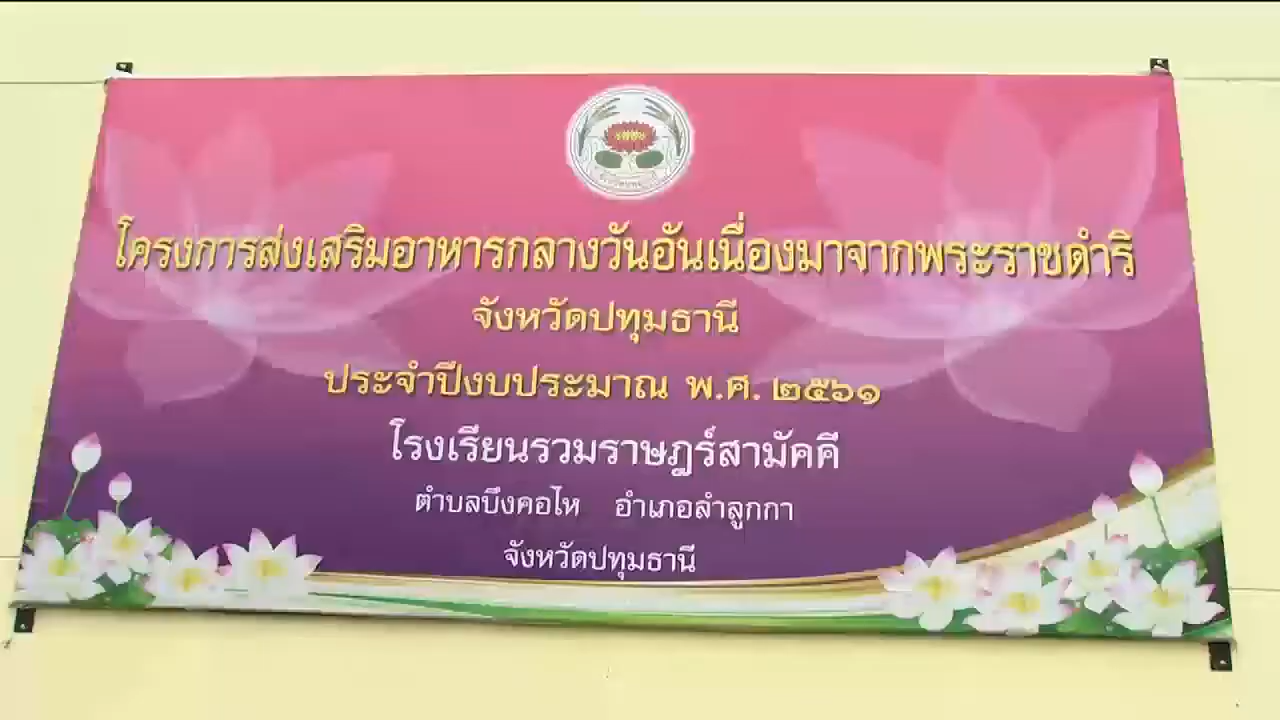 โครงการส่งเสริมอาหารกลางวันอันเนื่องมาจากพระราชดำริ
จังหวัดปทุมธานี
ประจำปีงบประมาณ พ.ศ. ๒๕๖๑
โรงเรียนรวมราษฎร์สามัคคี
ตำบลบึงคอไห อำเภอลำลูกกา
จังหวัดปทุมธานี